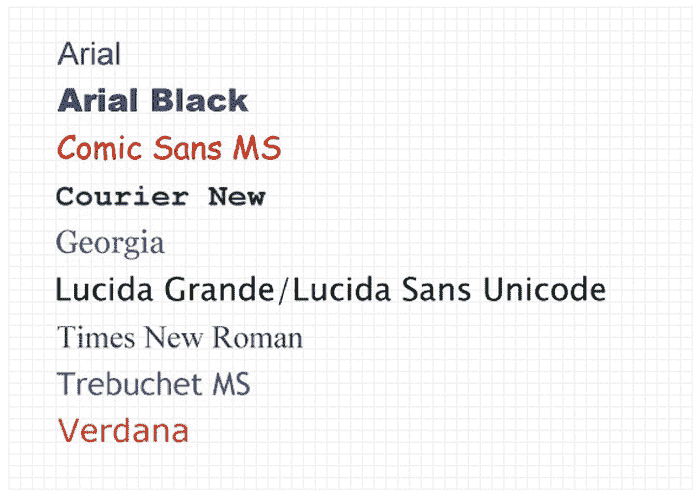 Arial
Arial Black
Comic Sans MS
Courier New
Georgia
Lucida Grande/Lucida Sans Unicode
Times New Roman
Trebuchet MS
Verdana